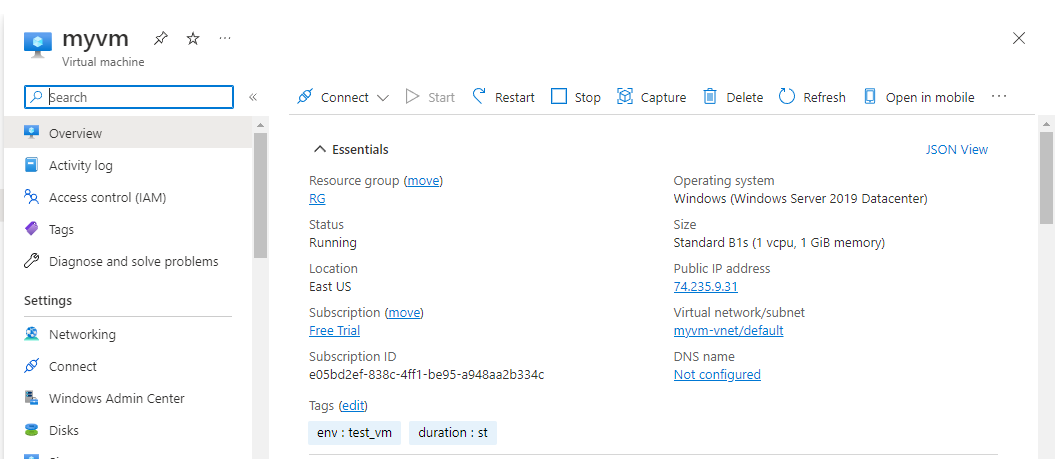 myvm
Virtual machine
Search
Overview
Activity log
Access control (IAM)
Tags
Diagnose and solve problems
Settings
Networking
Connect
Windows Admin Center
Disks
Connect Start Restart Stop Capture Delete Refresh Open in mobile
Essentials JSON View
Resource group (move)
RG
Status
Running
Location
East US
Subscription (move)
Free Trial
Subscription ID
e05bd2ef-838c-4ff1-be95-a948aa2b334c
Operating system
Windows (Windows Server 2019 Datacenter)
Size
Standard B1s (1 vcpu, 1 GiB memory)
Public IP address
74.235.9.31
Virtual network/subnet
myvm-vnet/default
DNS name
Not configured
Tags (edit)
env : test_vm duration : st